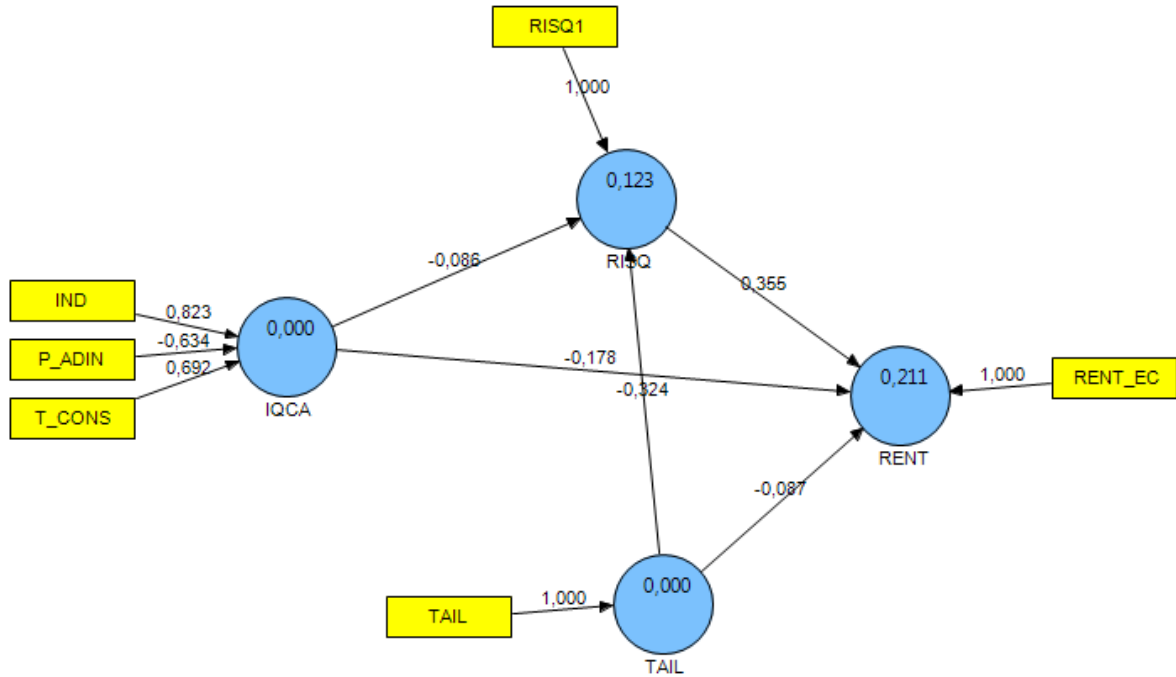 RISQ1
1,000
0,123
RISQ
-0,086
0,355
IND
0,823
P_ADIN
-0,634
T_CONS
0,692
0,000
IQCA
-0,178
-0,324
0,211
RENT
1,000
RENT_EC
-0,087
TAIL
1,000
0,000
TAIL